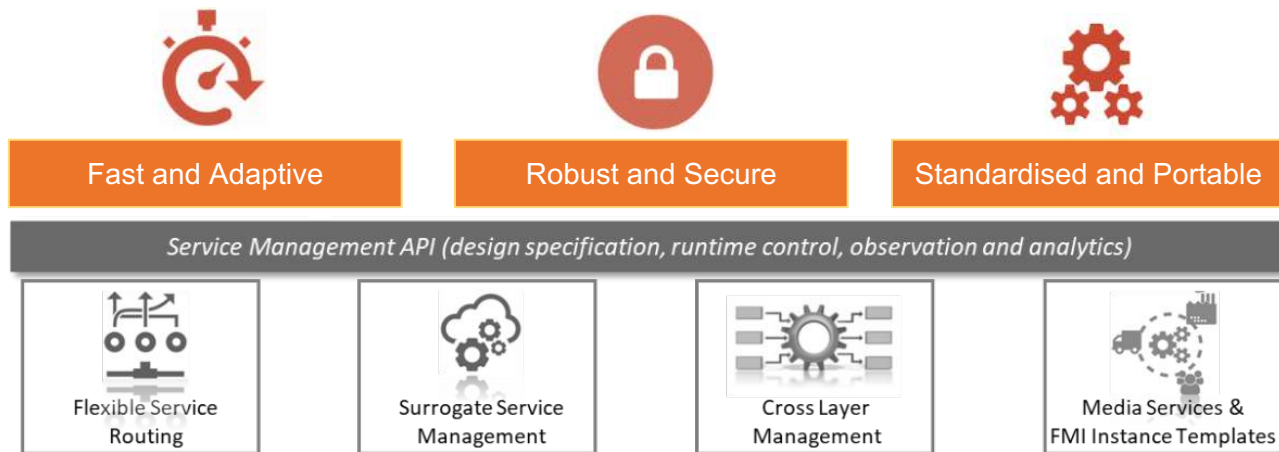 Fast and Adaptive
Robust and Secure
Standardised and Portable
Service Management API (design specification, runtime control, observation and analytics)
Flexible Service
Routing
Surrogate Service
Management
Cross Layer
Management
Media Services &
FMI Instance Templates